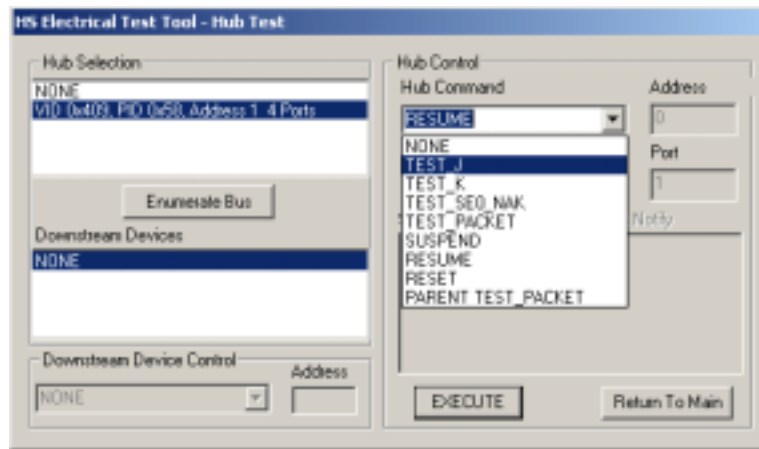 HS Electrical Test Tool - Hub Test
Hub Selection
NONE
VID 0x409, PID 0x58, Address 1 4 Ports
Enumerate Bus
Downstream Devices
NONE
Downstream Device Control
Address
NONE
Hub Control
Hub Command
Address
RESUME
0
NONE
TEST_J
TEST_K
TEST_SE0_NAK
TEST_PACKET
SUSPEND
RESUME
RESET
PARENT TEST_PACKET
Port
1
Notify
EXECUTE
Return To Main